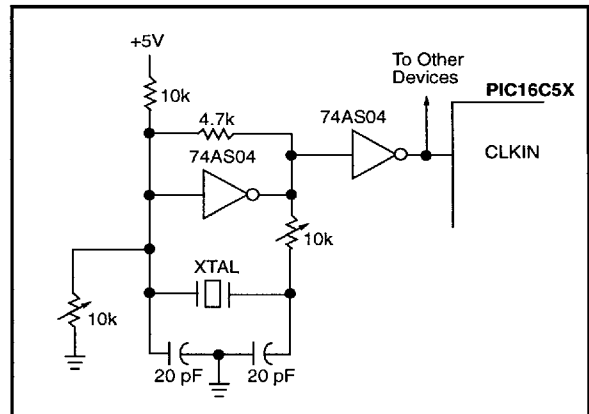 +5V
To Other
Devices
PIC16C5X
10k
4.7k
74AS04
74AS04
CLKIN
10k
XTAL
10k
20 pF
20 pF